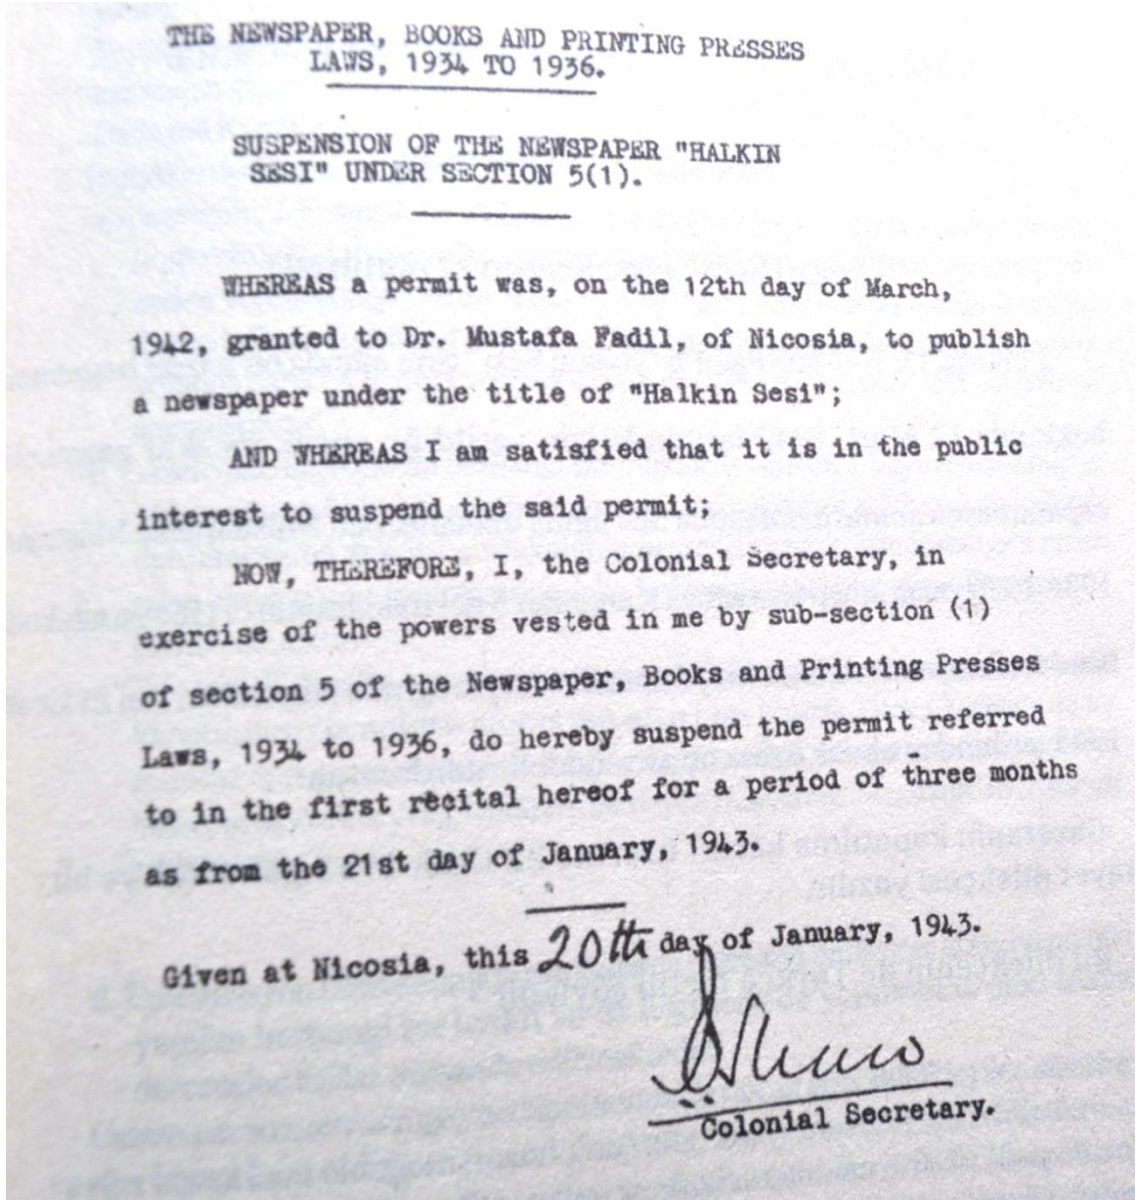 THE NEWSPAPER, BOOKS AND PRINTING PRESSES
LAWS, 1934 TO 1936.
SUSPENSION OF THE NEWSPAPER "HALKIN
SESI" UNDER SECTION 5(1).
WHEREAS a permit was, on the 12th day of March,
1942, granted to Dr. Mustafa Fadil, of Nicosia, to publish
a newspaper under the title of "Halkin Sesi";
AND WHEREAS I am satisfied that it is in the public
interest to suspend the said permit;
NOW, THEREFORE, I, the Colonial Secretary, in
exercise of the powers vested in me by sub-section (1)
of section 5 of the Newspaper, Books and Printing Presses
Laws, 1934 to 1936, do hereby suspend the permit referred
to in the first recital hereof for a period of three months
as from the 21st day of January, 1943.
Given at Nicosia, this 20th day of January, 1943.
Colonial Secretary.